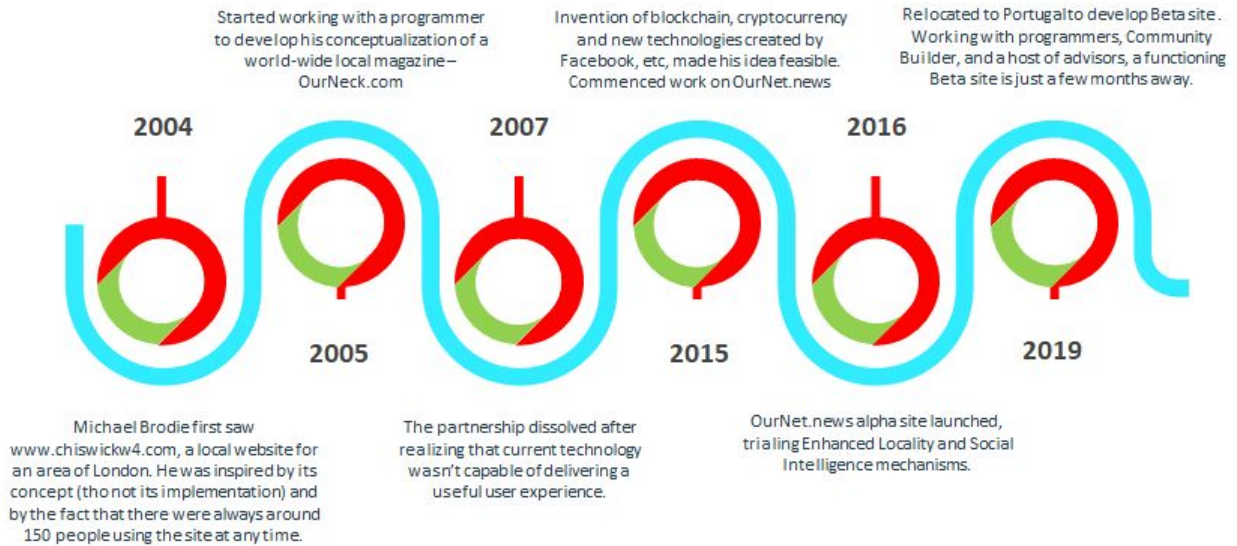 Started working with a programmer
to develop his conceptualization of a
world-wide local magazine –
OurNeck.com
Invention of blockchain, cryptocurrency
and new technologies created by
Facebook, etc, made his idea feasible.
Commenced work on OurNet.news
Relocated to Portugal to develop Beta site.
Working with programmers, Community
Builder, and a host of advisors, a functioning
Beta site is just a few months away.
2004
2007
2016
2005
2015
2019
Michael Brodie first saw
www.chiswickw4.com, a local website for
an area of London. He was inspired by its
concept (tho not its implementation) and
by the fact that there were always around
150 people using the site at any time.
The partnership dissolved after
realizing that current technology
wasn't capable of delivering a
useful user experience.
OurNet.news alpha site launched,
trialing Enhanced Locality and Social
Intelligence mechanisms.